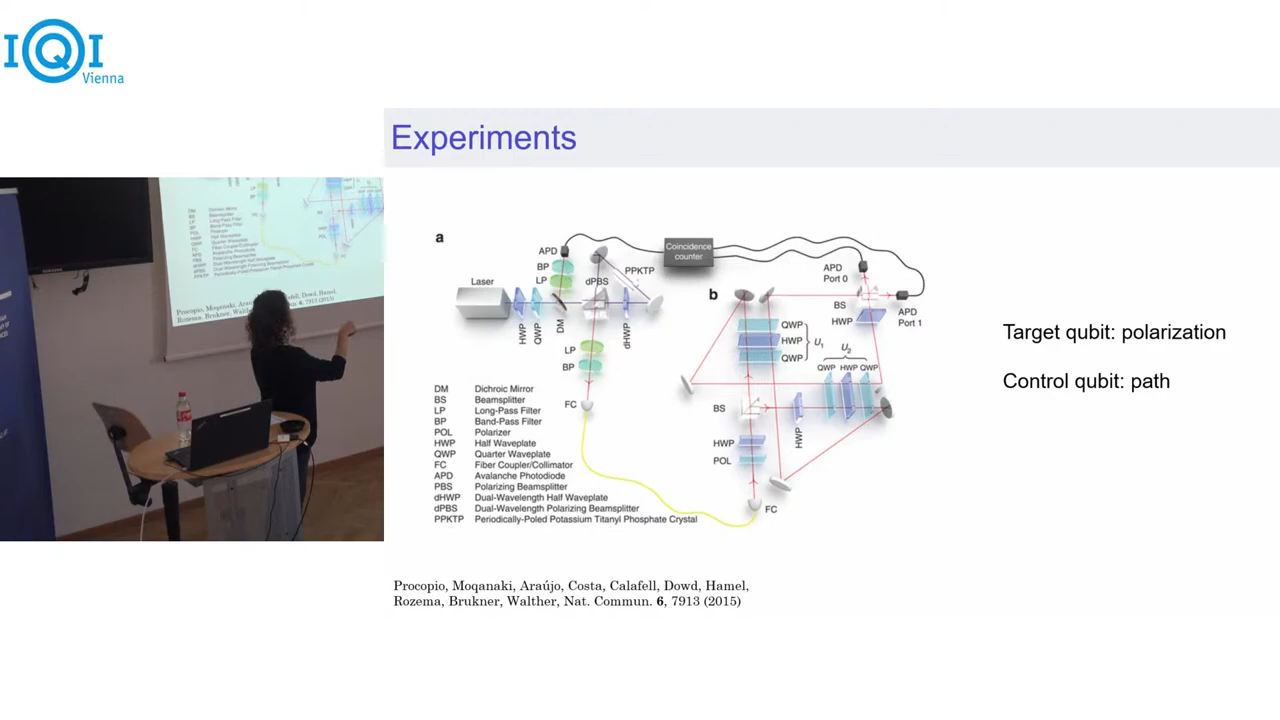 IQI
Vienna
Experiments
a
Laser
HWP
QWP
DM
APD
BP
LP
dPBS
PPKTP
dHWP
LP
BP
FC
Coincidence
counter
b
APD
Port 0
BS
HWP
APD
Port 1
QWP
HWP
QWP
U1
U2
QWP HWP QWP
BS
HWP
HWP
POL
FC
DM Dichroic Mirror
BS Beamsplitter
LP Long-Pass Filter
BP Band-Pass Filter
POL Polarizer
HWP Half Waveplate
QWP Quarter Waveplate
FC Fiber Coupler/Collimator
APD Avalanche Photodiode
PBS Polarizing Beamsplitter
dHWP Dual-Wavelength Half Waveplate
dPBS Dual-Wavelength Polarizing Beamsplitter
PPKTP Periodically-Poled Potassium Titanyl Phosphate Crystal
Target qubit: polarization
Control qubit: path
Procopio, Moqanaki, Araújo, Costa, Calafell, Dowd, Hamel,
Rozema, Brukner, Walther, Nat. Commun. 6, 7913 (2015)